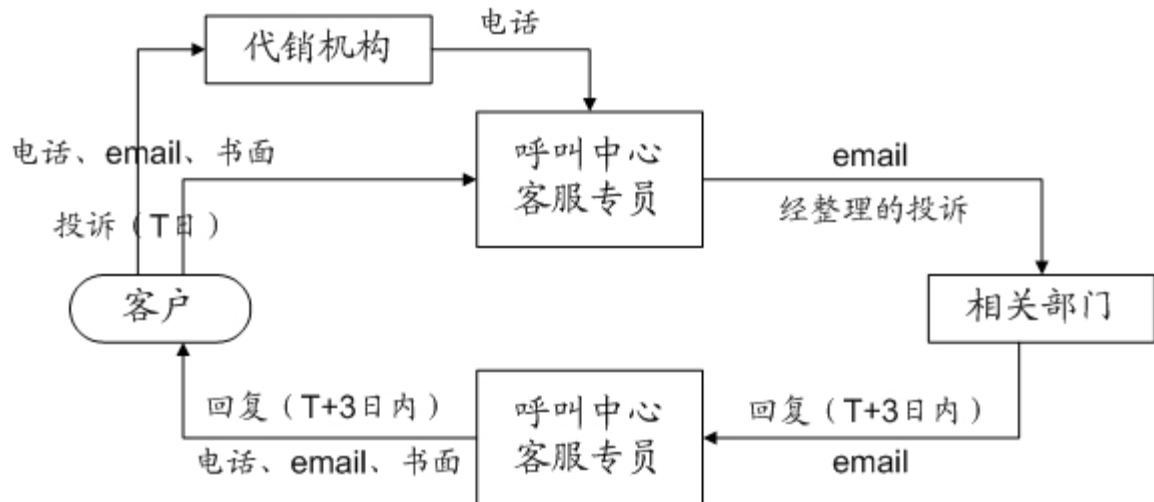 代销机构
电话
电话、email、书面
呼叫中心
客服专员
email
经整理的投诉
投诉（T日）
客户
相关部门
回复（T+3日内）
电话、email、书面
呼叫中心
客服专员
回复（T+3日内）
email